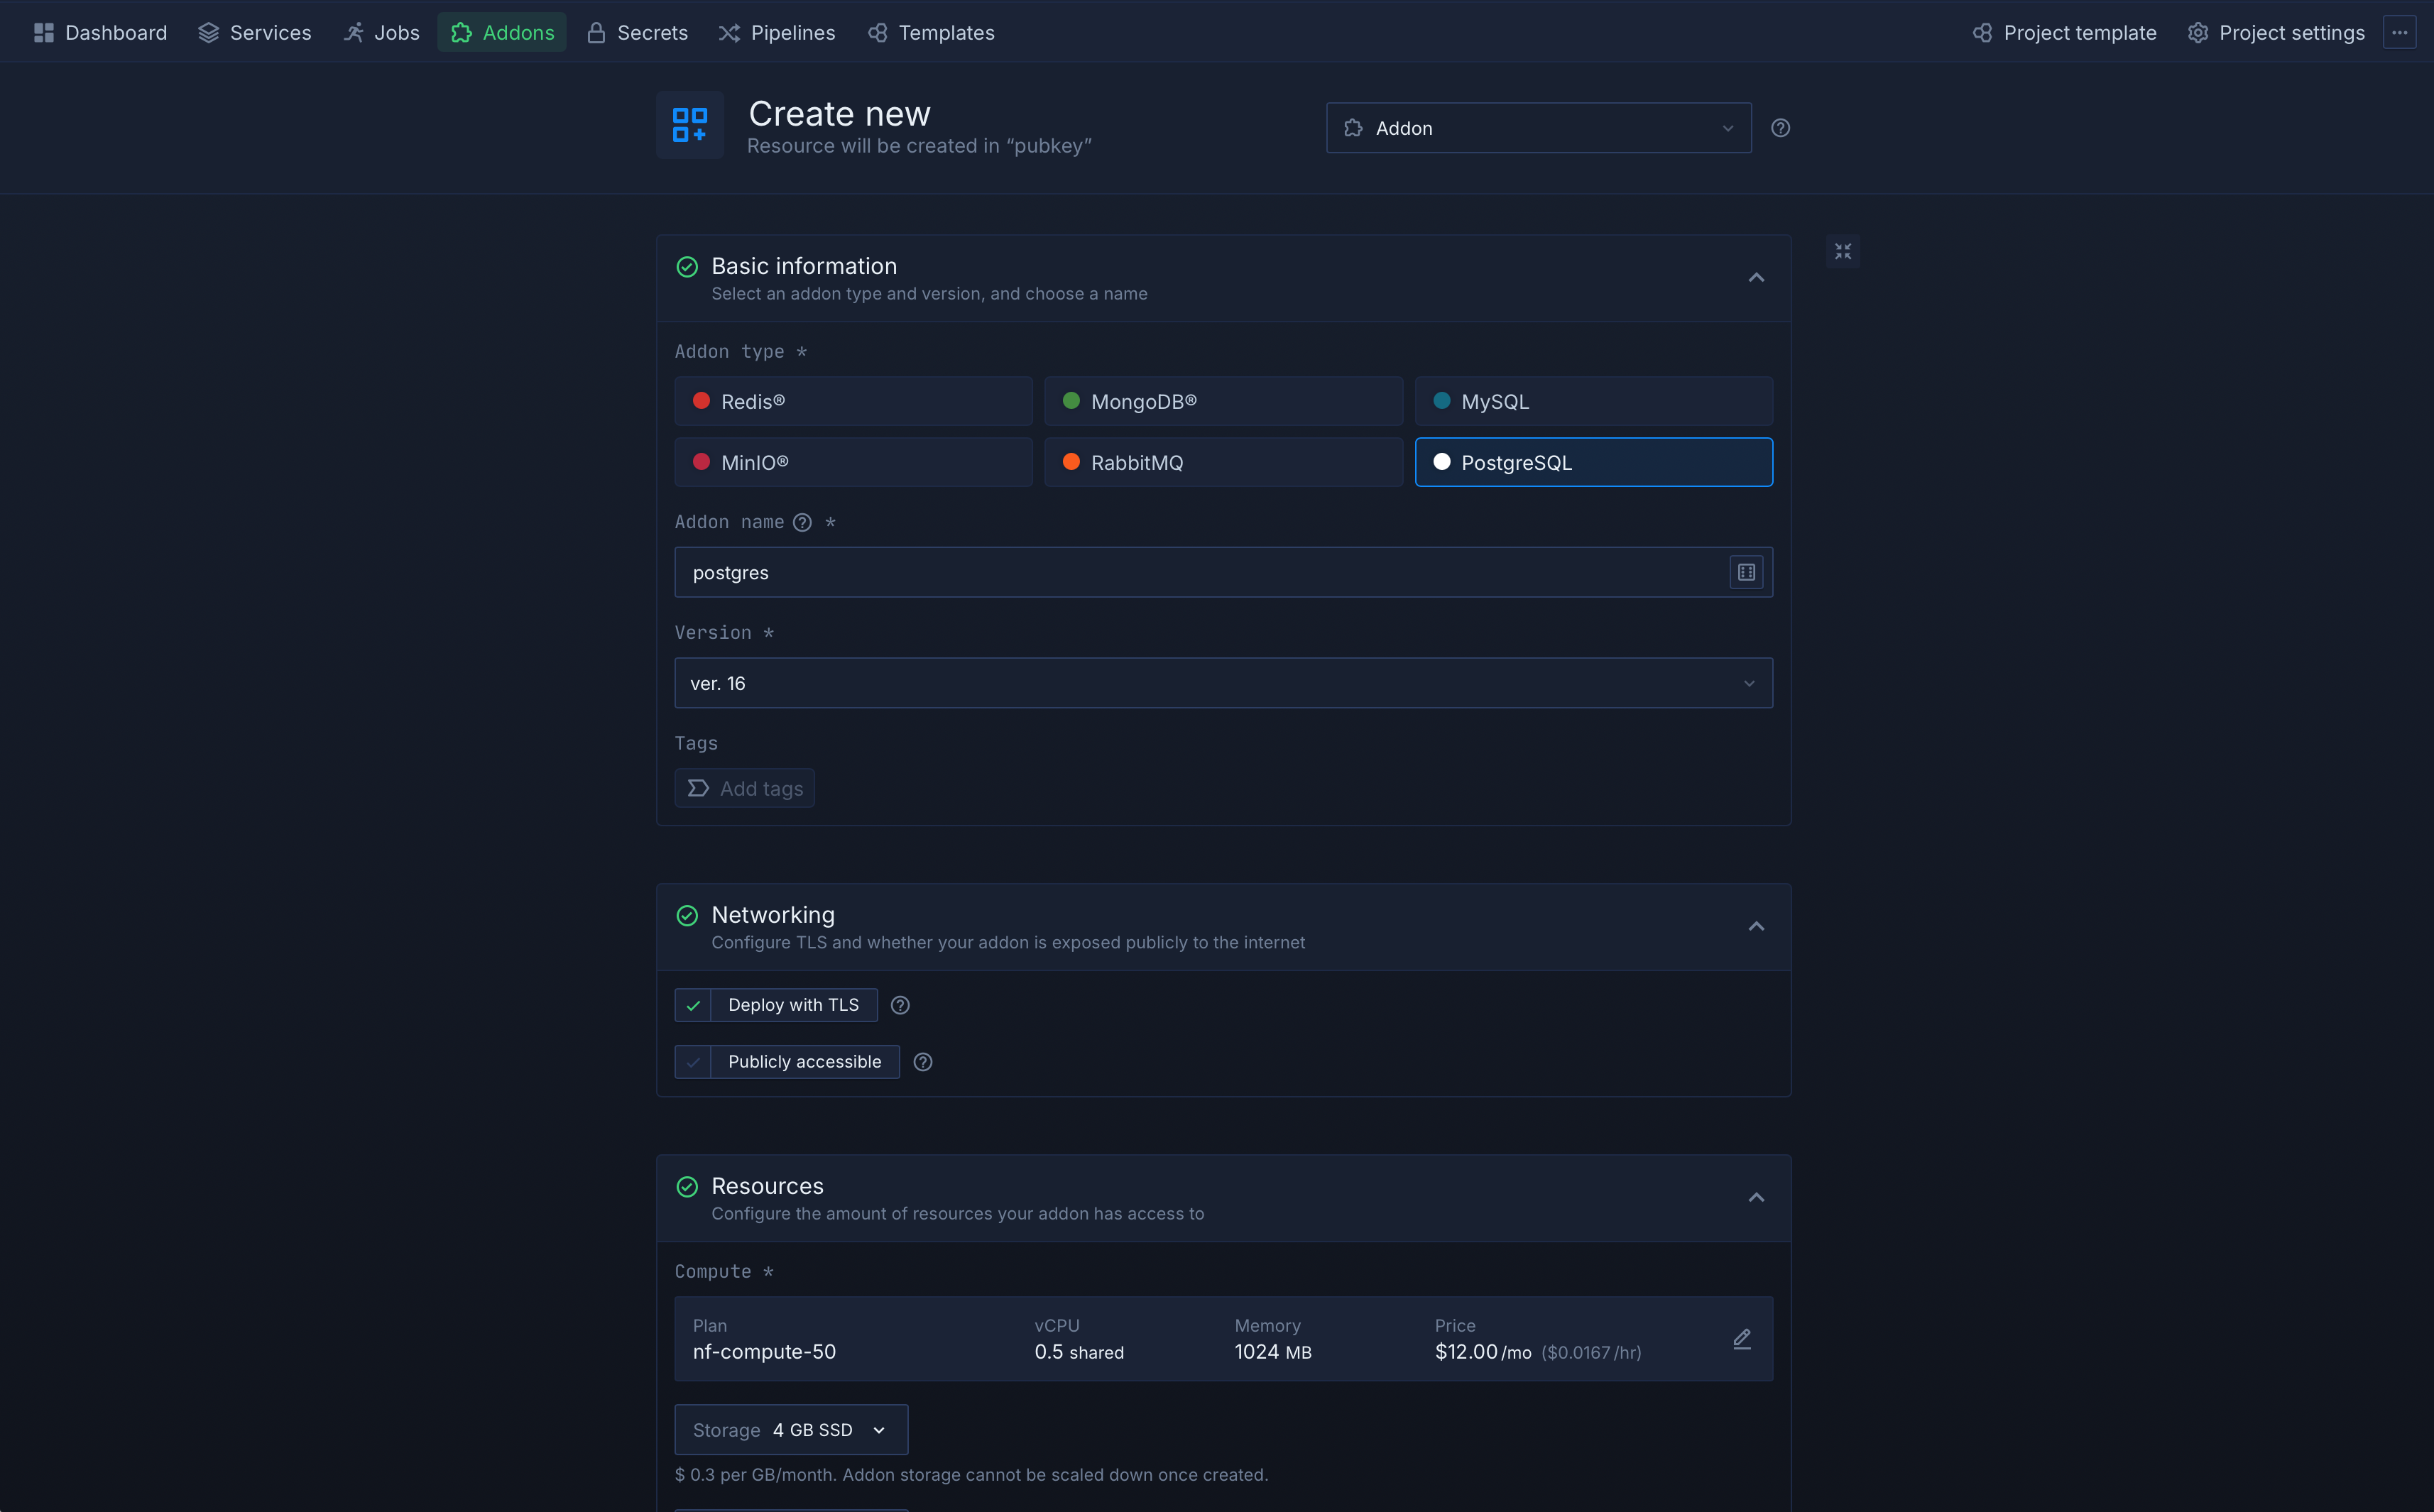 Dashboard
Services
Jobs
Addons
Secrets
Pipelines
Templates
Project template
Project settings
Create new
Resource will be created in “pubkey”
Addon
Basic information
Select an addon type and version, and choose a name
Addon type *
Redis®
MongoDB®
MySQL
MinIO®
RabbitMQ
PostgreSQL
Addon name *
postgres
Version *
ver. 16
Tags
Add tags
Networking
Configure TLS and whether your addon is exposed publicly to the internet
Deploy with TLS
Publicly accessible
Resources
Configure the amount of resources your addon has access to
Compute *
Plan
nf-compute-50
vCPU
0.5 shared
Memory
1024 MB
Price
$12.00/mo ($0.0167/hr)
Storage 4 GB SSD
$ 0.3 per GB/month. Addon storage cannot be scaled down once created.